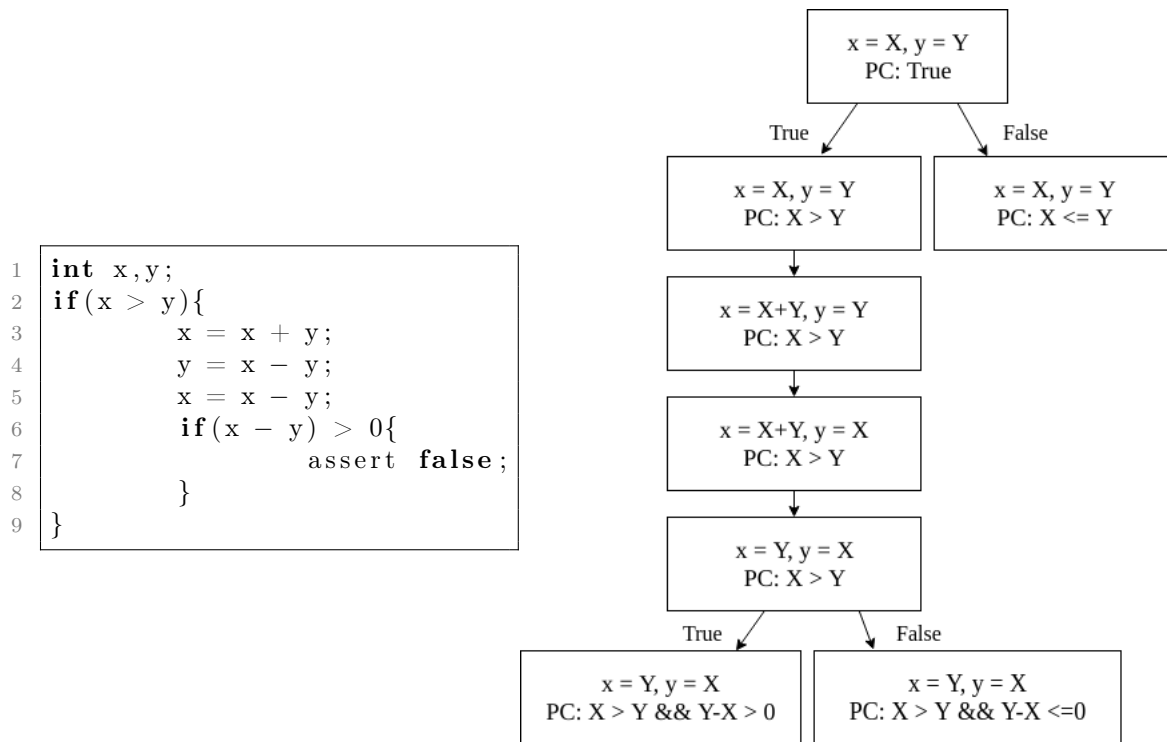 1 int x,y;
2 if(x > y){
3 x = x + y;
4 y = x − y;
5 x = x − y;
6 if(x − y) > 0{
7 assert false;
8 }
9 }
x = X, y = Y
PC: True
True
False
x = X, y = Y
PC: X > Y
x = X, y = Y
PC: X <= Y
x = X+Y, y = Y
PC: X > Y
x = X+Y, y = X
PC: X > Y
x = Y, y = X
PC: X > Y
True
False
x = Y, y = X
PC: X > Y && Y-X > 0
x = Y, y = X
PC: X > Y && Y-X <=0